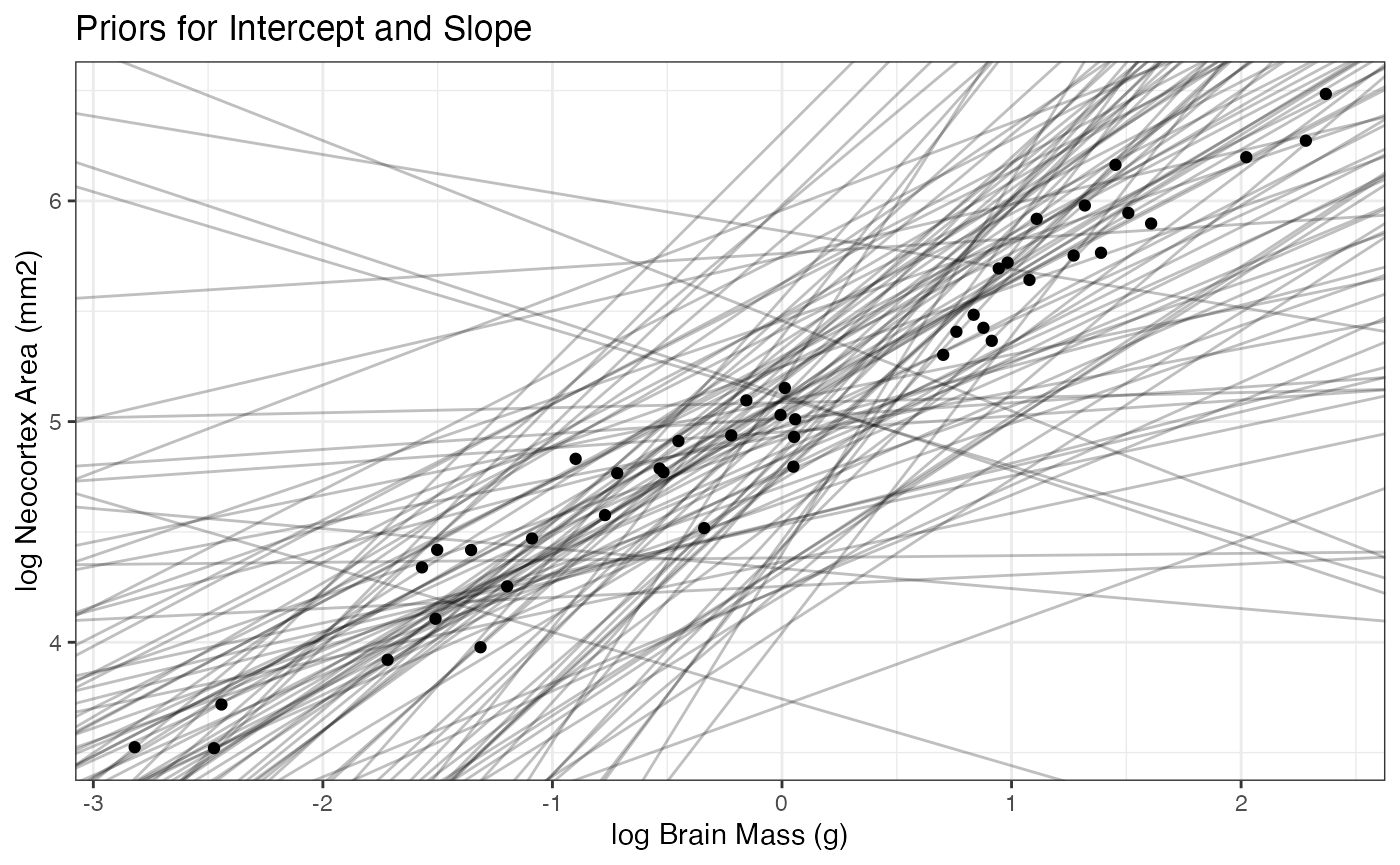 Priors for Intercept and Slope
log Neocortex Area (mm2)
6
5
4
-3 -2 -1 0 1 2
log Brain Mass (g)